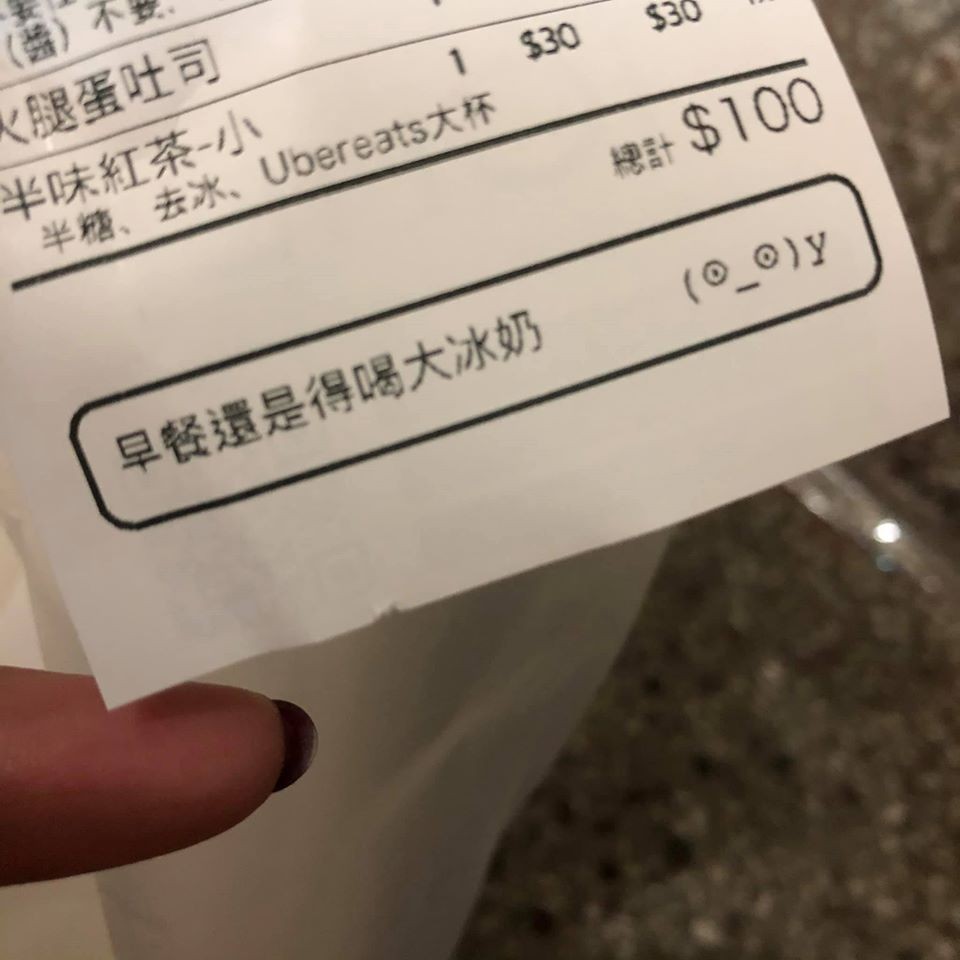 (醬) 不要.
火腿蛋吐司
半味紅茶-小 1 $30 $30
半糖、去冰、Ubereats大杯
總計 $100
早餐還是得喝大冰奶 (⊙_⊙)y